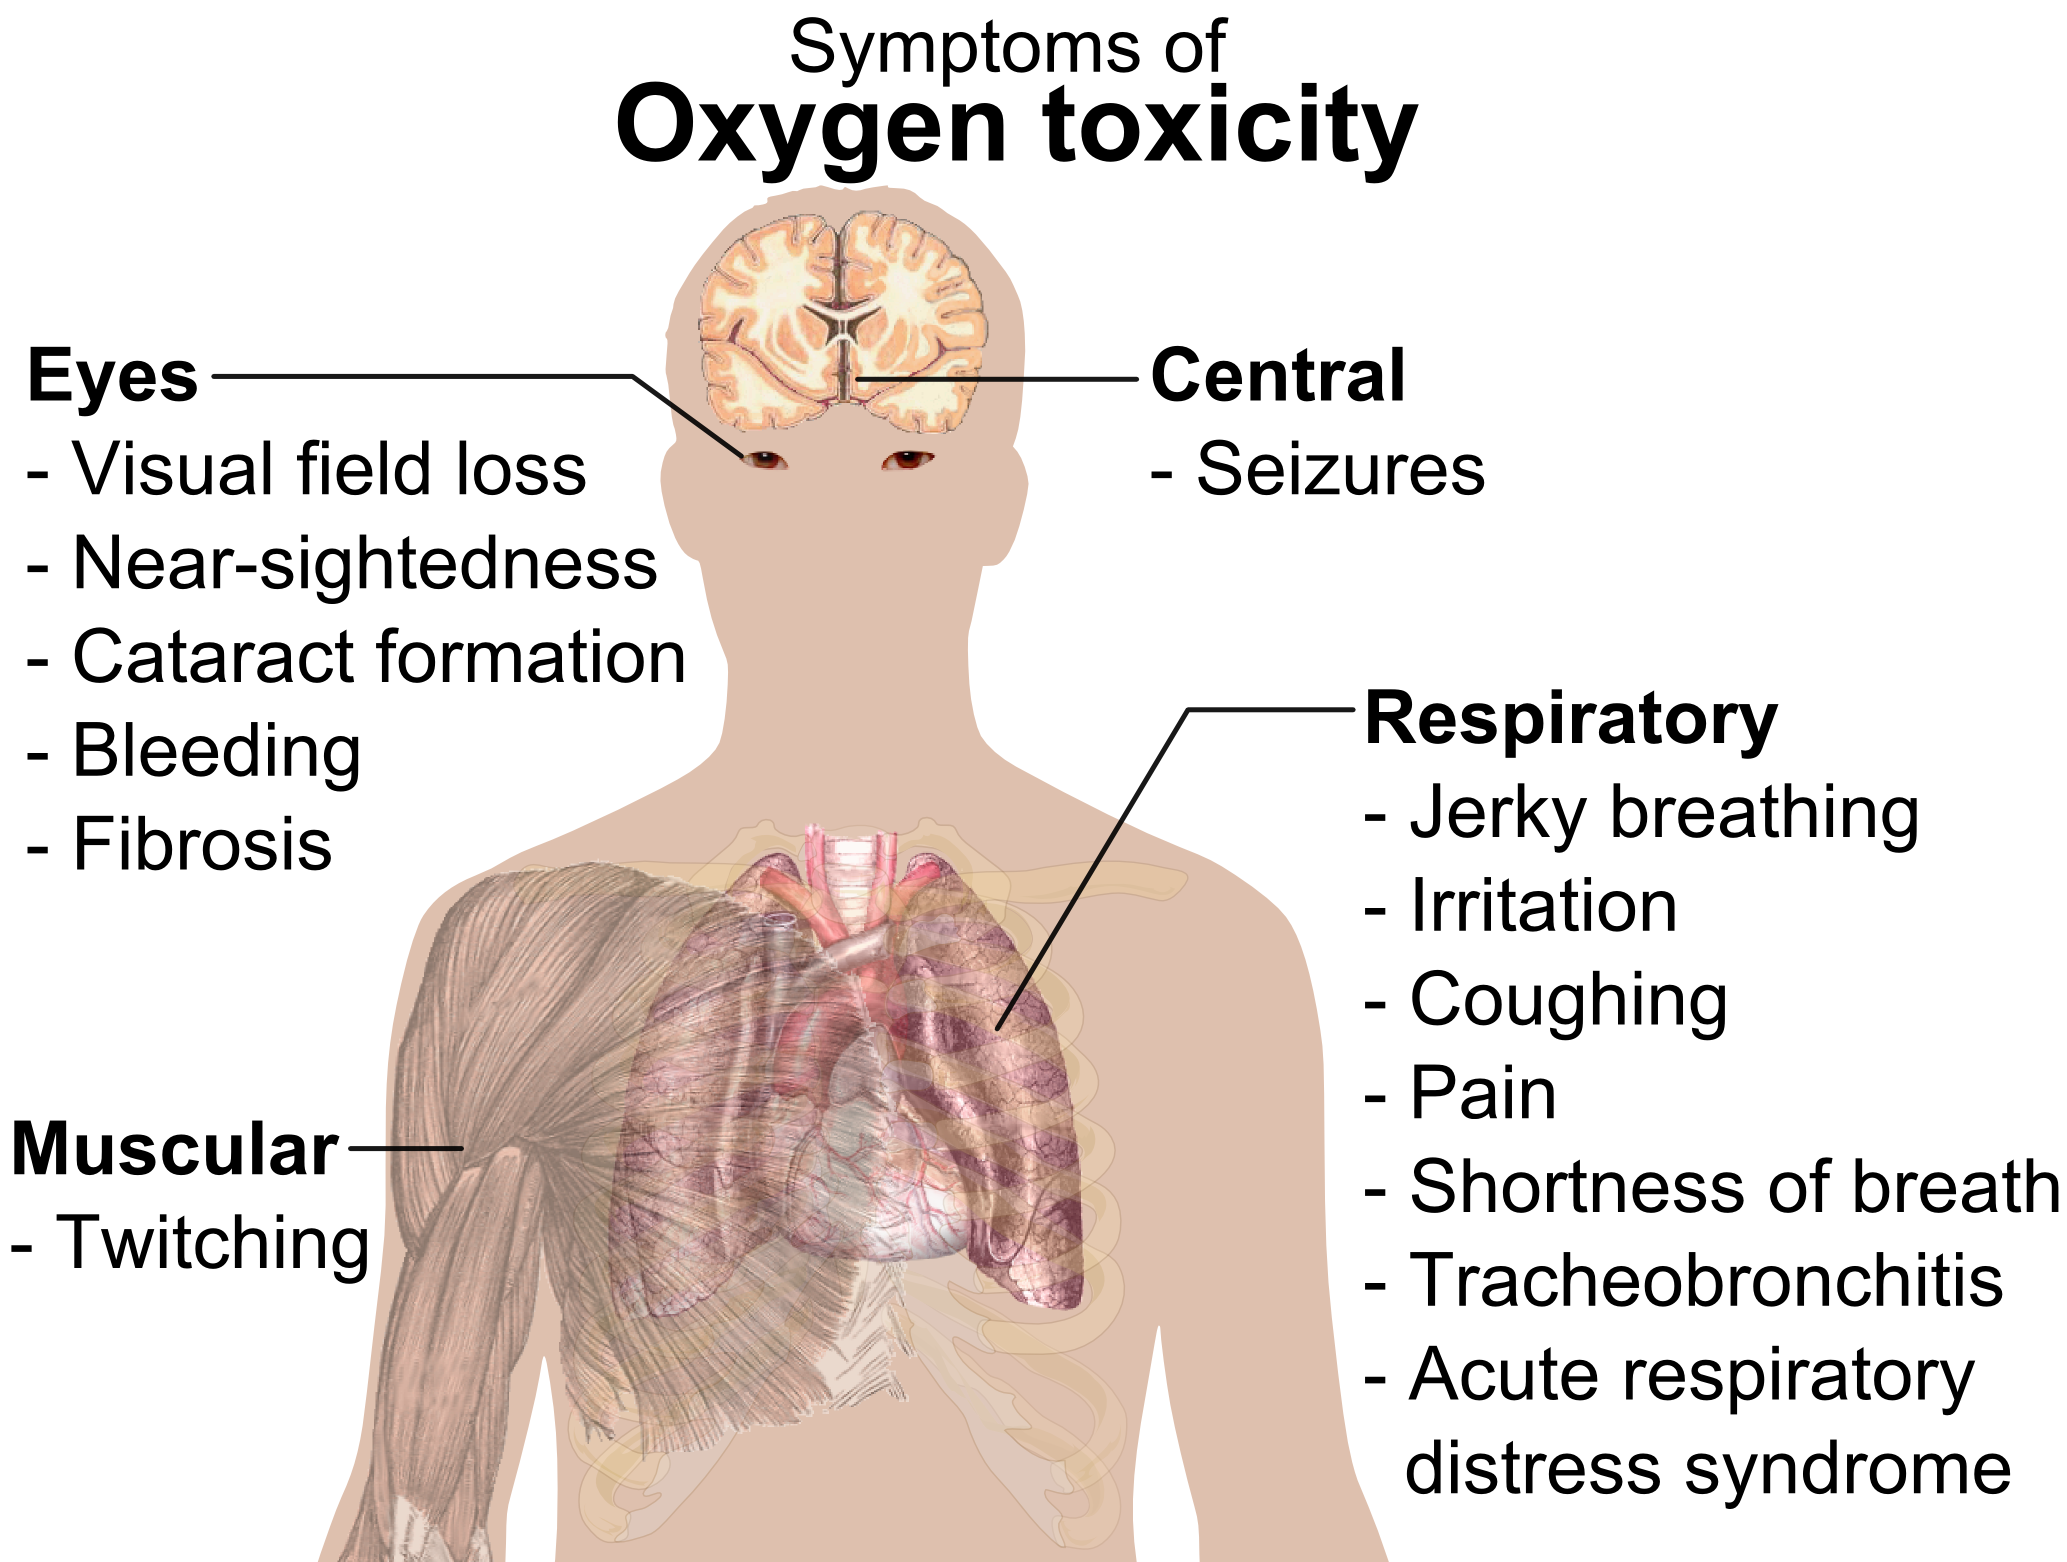 Symptoms of
Oxygen toxicity
Eyes
- Visual field loss
- Near-sightedness
- Cataract formation
- Bleeding
- Fibrosis
Central
- Seizures
Respiratory
- Jerky breathing
- Irritation
- Coughing
- Pain
- Shortness of breath
- Tracheobronchitis
- Acute respiratory
distress syndrome
Muscular
- Twitching